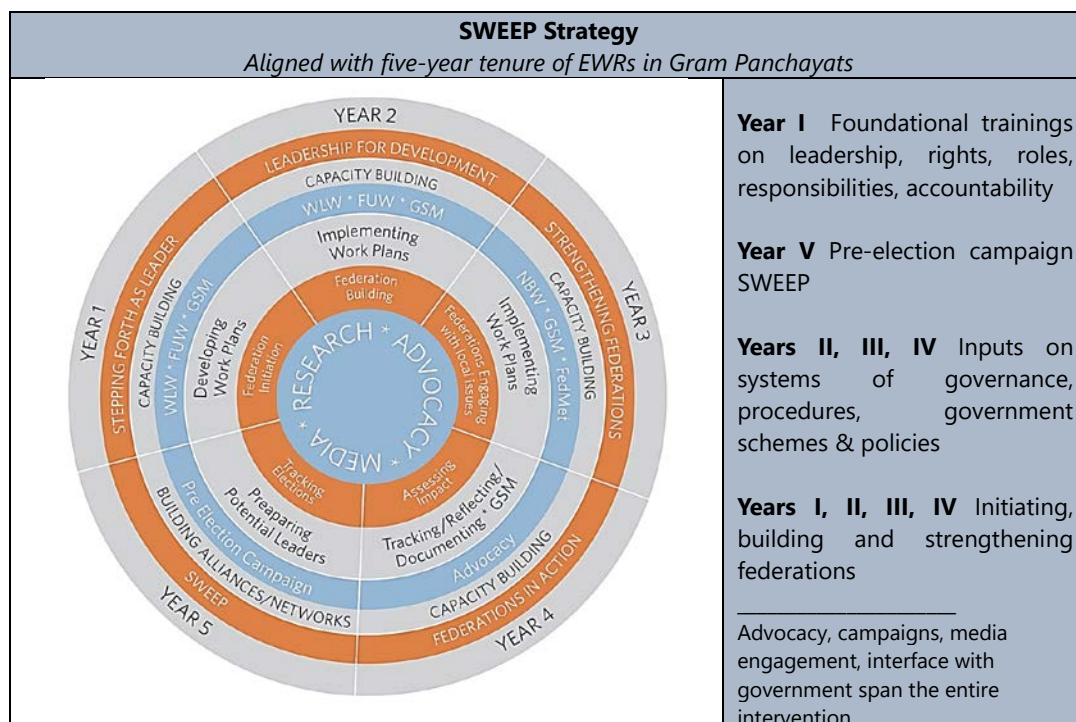 SWEEP Strategy
Aligned with five-year tenure of EWRs in Gram Panchayats
YEAR 1
STEPPING FORTH AS LEADER
CAPACITY BUILDING
WLW * FUW * GSM
Developing
Work Plans
Federation
Initiation
YEAR 2
LEADERSHIP FOR DEVELOPMENT
CAPACITY BUILDING
WLW * FUW * GSM
Implementing
Work Plans
Federation
Building
YEAR 3
STRENGTHENING FEDERATIONS
CAPACITY BUILDING
NBW * GSM * FedMet
Implementing
Work Plans
Federations Engaging
with local issues
YEAR 4
FEDERATIONS IN ACTION
CAPACITY BUILDING
Advocacy
Tracking/Reflecting/
Documenting * GSM
Assessing
Impact
YEAR 5
SWEEP
BUILDING ALLIANCES/NETWORKS
Pre Election Campaign
Preaparing
Potential Leaders
Tracking
Elections
RESEARCH * ADVOCACY * MEDIA *
Year I Foundational trainings
on leadership, rights, roles,
responsibilities, accountability
Year V Pre-election campaign
SWEEP
Years II, III, IV Inputs on
systems of governance,
procedures, government
schemes & policies
Years I, II, III, IV Initiating,
building and strengthening
federations
Advocacy, campaigns, media
engagement, interface with
government span the entire
intervention